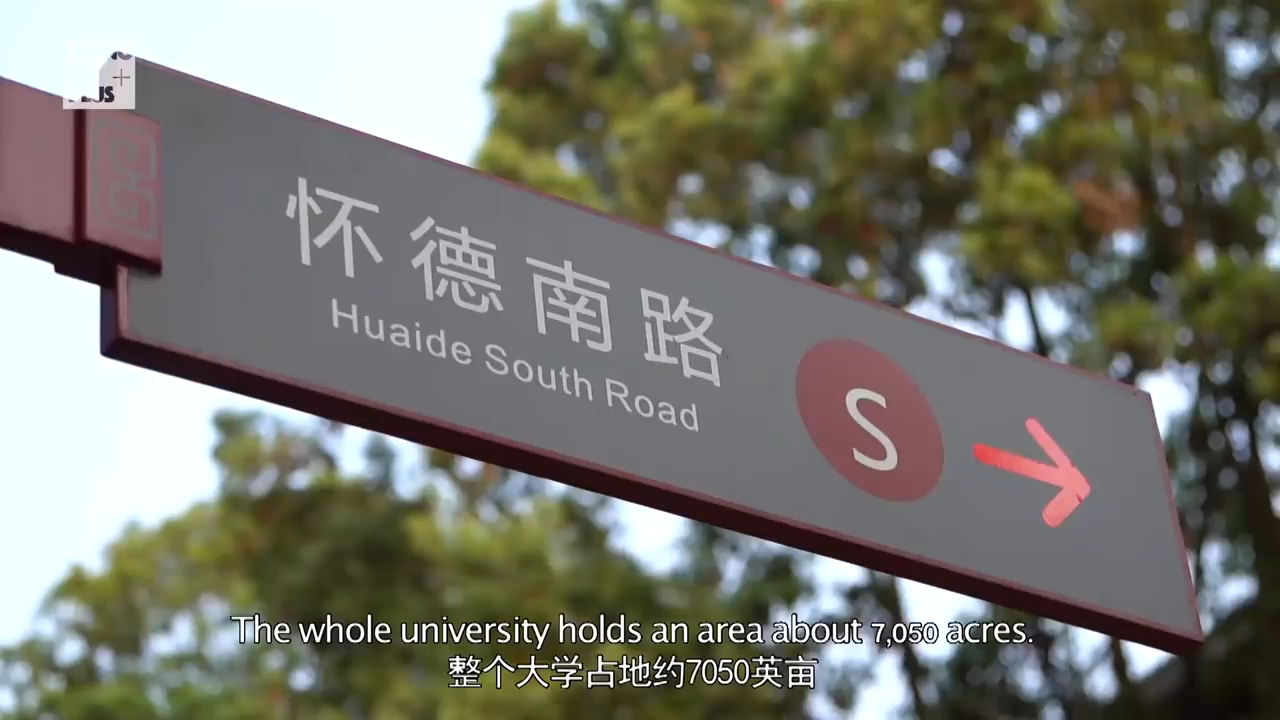 怀德南路
Huaide South Road
S
The whole university holds an area about 7,050 acres.
整个大学占地约7050英亩